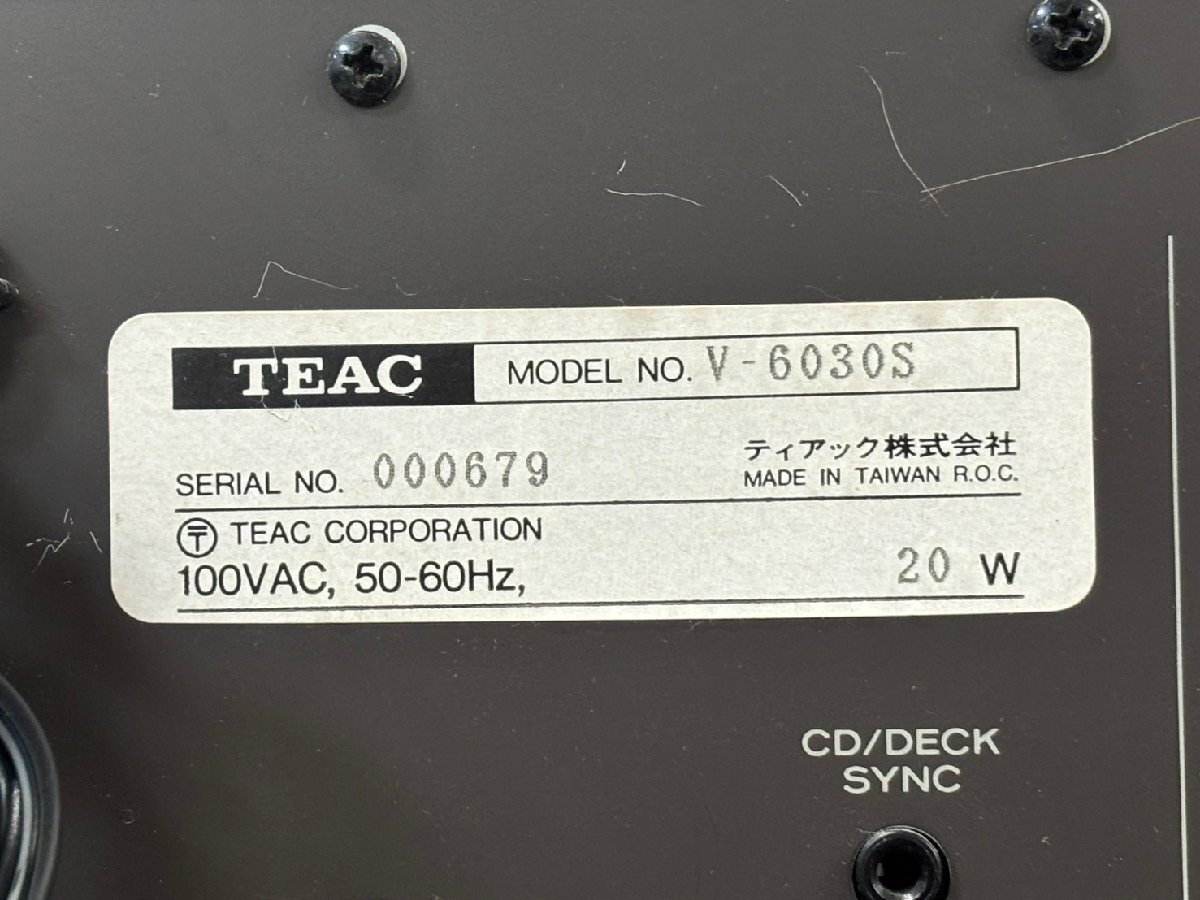 TEAC MODEL NO. V-6030S
SERIAL NO. 000679
ティアック株式会社
MADE IN TAIWAN R.O.C.
〶 TEAC CORPORATION
100VAC, 50-60Hz, 20 W
CD/DECK
SYNC